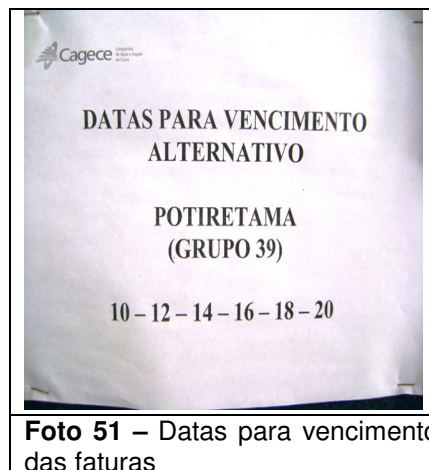 Cagece
DATAS PARA VENCIMENTO
ALTERNATIVO
POTIRETAMA
(GRUPO 39)
10 – 12 – 14 – 16 – 18 – 20
Foto 51 – Datas para vencimento
das faturas